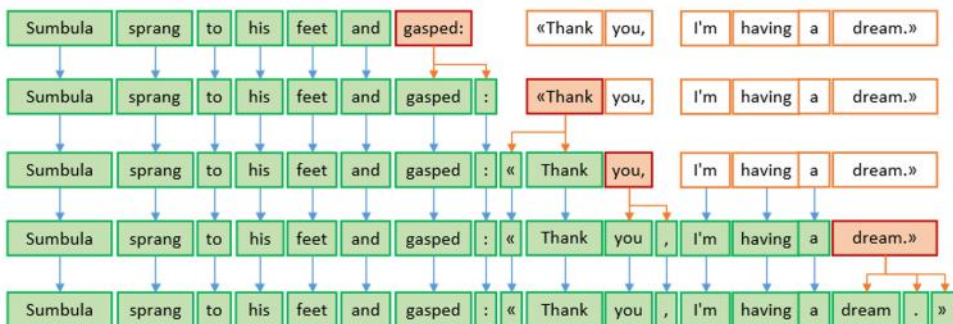 Sumbula sprang to his feet and gasped: «Thank you, I'm having a dream.»
Sumbula sprang to his feet and gasped : «Thank you, I'm having a dream.»
Sumbula sprang to his feet and gasped : « Thank you, I'm having a dream.»
Sumbula sprang to his feet and gasped : « Thank you , I'm having a dream.»
Sumbula sprang to his feet and gasped : « Thank you , I'm having a dream . »